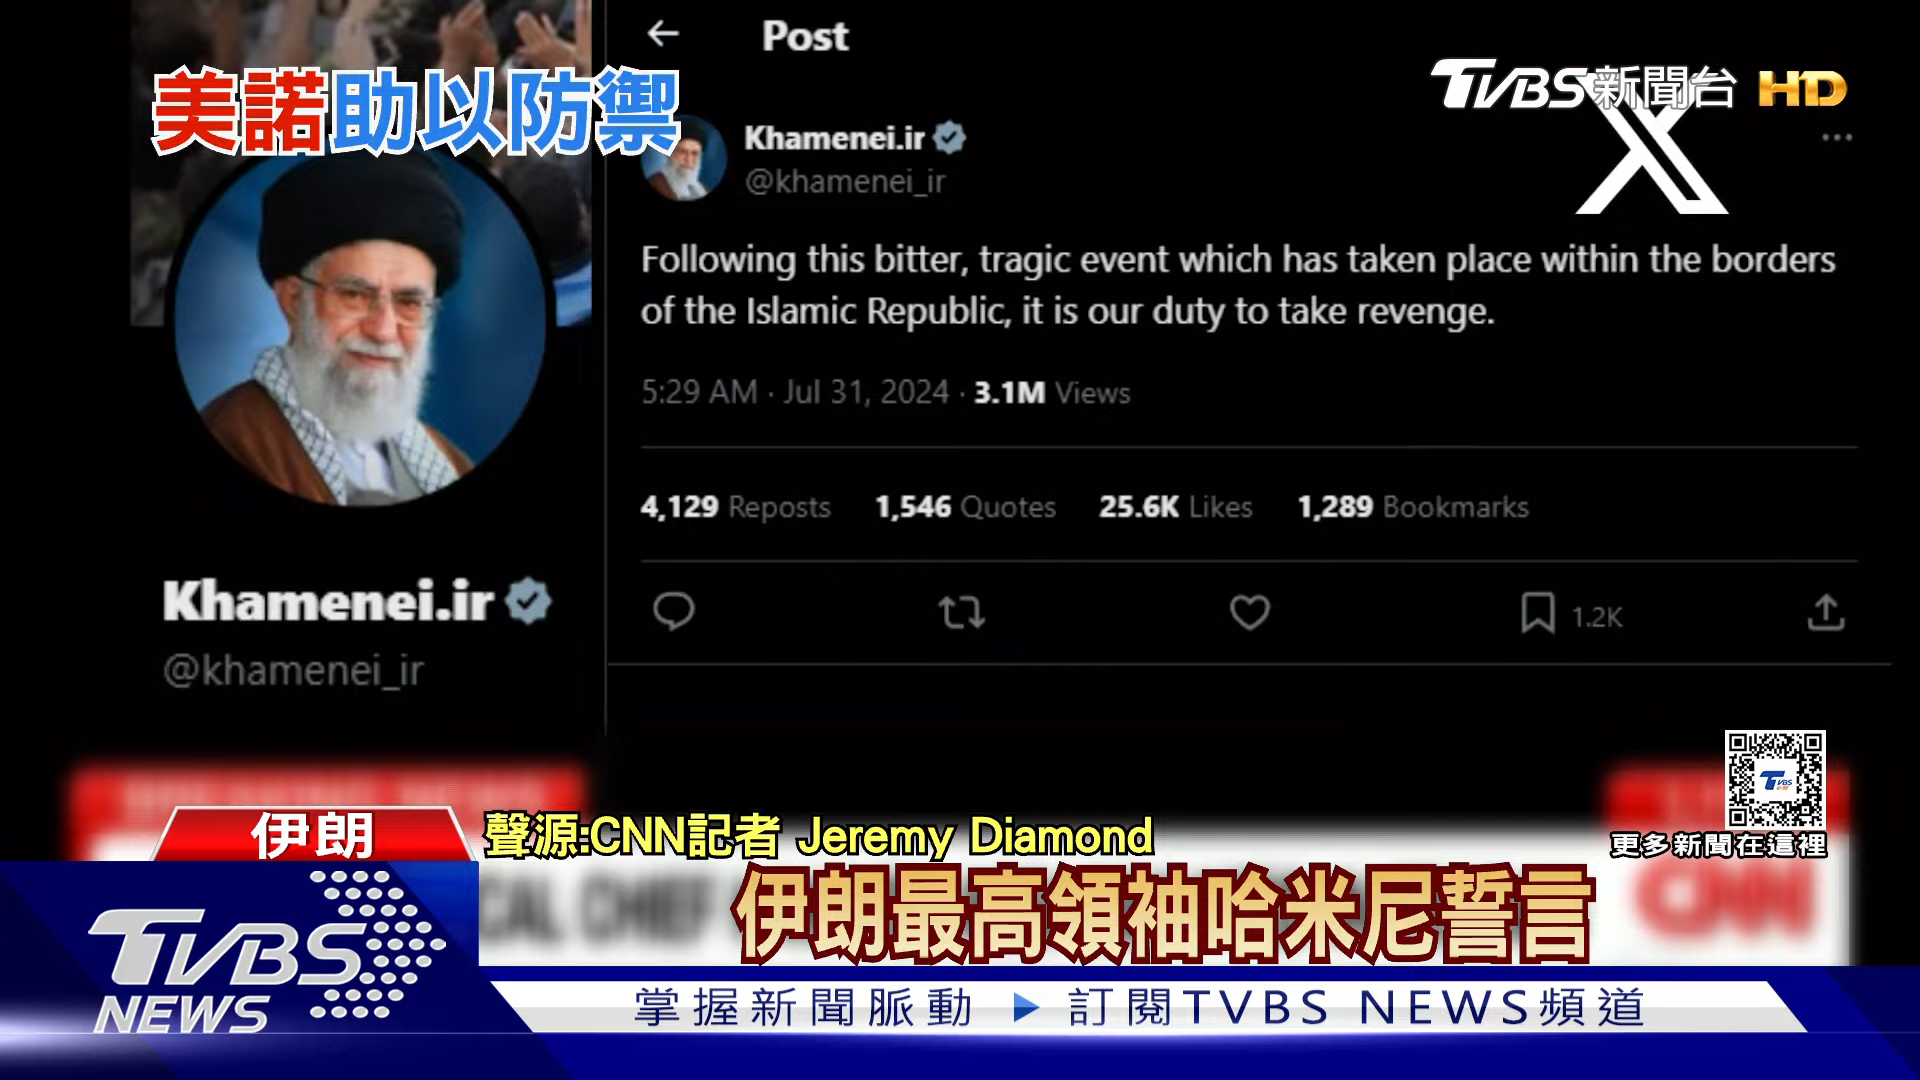 美諾助以防禦
Post
TVBS新聞台 HD
Khamenei.ir
@khamenei_ir
Following this bitter, tragic event which has taken place within the borders
of the Islamic Republic, it is our duty to take revenge.
5:29 AM · Jul 31, 2024 · 3.1M Views
4,129 Reposts 1,546 Quotes 25.6K Likes 1,289 Bookmarks
1.2K
Khamenei.ir
@khamenei_ir
TVBS
更多新聞在這裡
伊朗
聲源:CNN記者 Jeremy Diamond
CAL CHIEF
CNN
伊朗最高領袖哈米尼誓言
TVBS
NEWS
掌握新聞脈動 ▶ 訂閱TVBS NEWS頻道